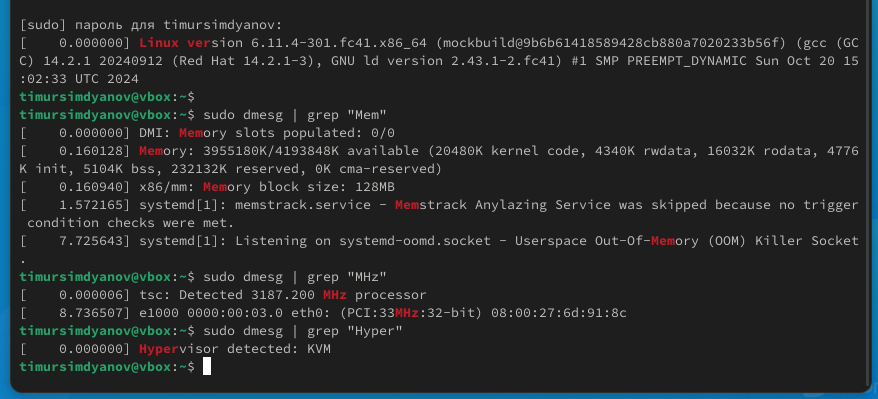 [sudo] пароль для timursimdyanov:
[    0.000000] Linux version 6.11.4-301.fc41.x86_64 (mockbuild@9b6b61418589428cb880a7020233b56f) (gcc (GC
C) 14.2.1 20240912 (Red Hat 14.2.1-3), GNU ld version 2.43.1-2.fc41) #1 SMP PREEMPT_DYNAMIC Sun Oct 20 15
:02:33 UTC 2024
timursimdyanov@vbox:~$
timursimdyanov@vbox:~$ sudo dmesg | grep "Mem"
[    0.000000] DMI: Memory slots populated: 0/0
[    0.160128] Memory: 3955180K/4193848K available (20480K kernel code, 4340K rwdata, 16032K rodata, 4776
K init, 5104K bss, 232132K reserved, 0K cma-reserved)
[    0.160940] x86/mm: Memory block size: 128MB
[    1.572165] systemd[1]: memstrack.service - Memstrack Anylazing Service was skipped because no trigger
 condition checks were met.
[    7.725643] systemd[1]: Listening on systemd-oomd.socket - Userspace Out-Of-Memory (OOM) Killer Socket
.
timursimdyanov@vbox:~$ sudo dmesg | grep "MHz"
[    0.000006] tsc: Detected 3187.200 MHz processor
[    8.736507] e1000 0000:00:03.0 eth0: (PCI:33MHz:32-bit) 08:00:27:6d:91:8c
timursimdyanov@vbox:~$ sudo dmesg | grep "Hyper"
[    0.000000] Hypervisor detected: KVM
timursimdyanov@vbox:~$